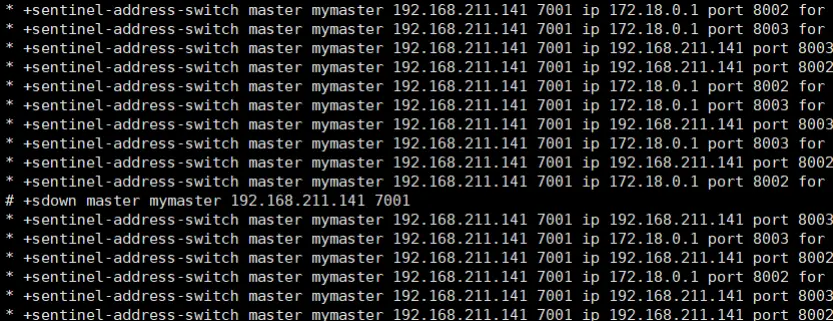 * +sentinel-address-switch master mymaster 192.168.211.141 7001 ip 172.18.0.1 port 8002 for
* +sentinel-address-switch master mymaster 192.168.211.141 7001 ip 172.18.0.1 port 8003 for
* +sentinel-address-switch master mymaster 192.168.211.141 7001 ip 192.168.211.141 port 8003
* +sentinel-address-switch master mymaster 192.168.211.141 7001 ip 192.168.211.141 port 8002
* +sentinel-address-switch master mymaster 192.168.211.141 7001 ip 172.18.0.1 port 8002 for
* +sentinel-address-switch master mymaster 192.168.211.141 7001 ip 172.18.0.1 port 8003 for
* +sentinel-address-switch master mymaster 192.168.211.141 7001 ip 192.168.211.141 port 8003
* +sentinel-address-switch master mymaster 192.168.211.141 7001 ip 172.18.0.1 port 8003 for
* +sentinel-address-switch master mymaster 192.168.211.141 7001 ip 192.168.211.141 port 8002
* +sentinel-address-switch master mymaster 192.168.211.141 7001 ip 172.18.0.1 port 8002 for
# +sdown master mymaster 192.168.211.141 7001
* +sentinel-address-switch master mymaster 192.168.211.141 7001 ip 192.168.211.141 port 8003
* +sentinel-address-switch master mymaster 192.168.211.141 7001 ip 172.18.0.1 port 8003 for
* +sentinel-address-switch master mymaster 192.168.211.141 7001 ip 192.168.211.141 port 8002
* +sentinel-address-switch master mymaster 192.168.211.141 7001 ip 172.18.0.1 port 8002 for
* +sentinel-address-switch master mymaster 192.168.211.141 7001 ip 192.168.211.141 port 8003
* +sentinel-address-switch master mymaster 192.168.211.141 7001 ip 192.168.211.141 port 8002